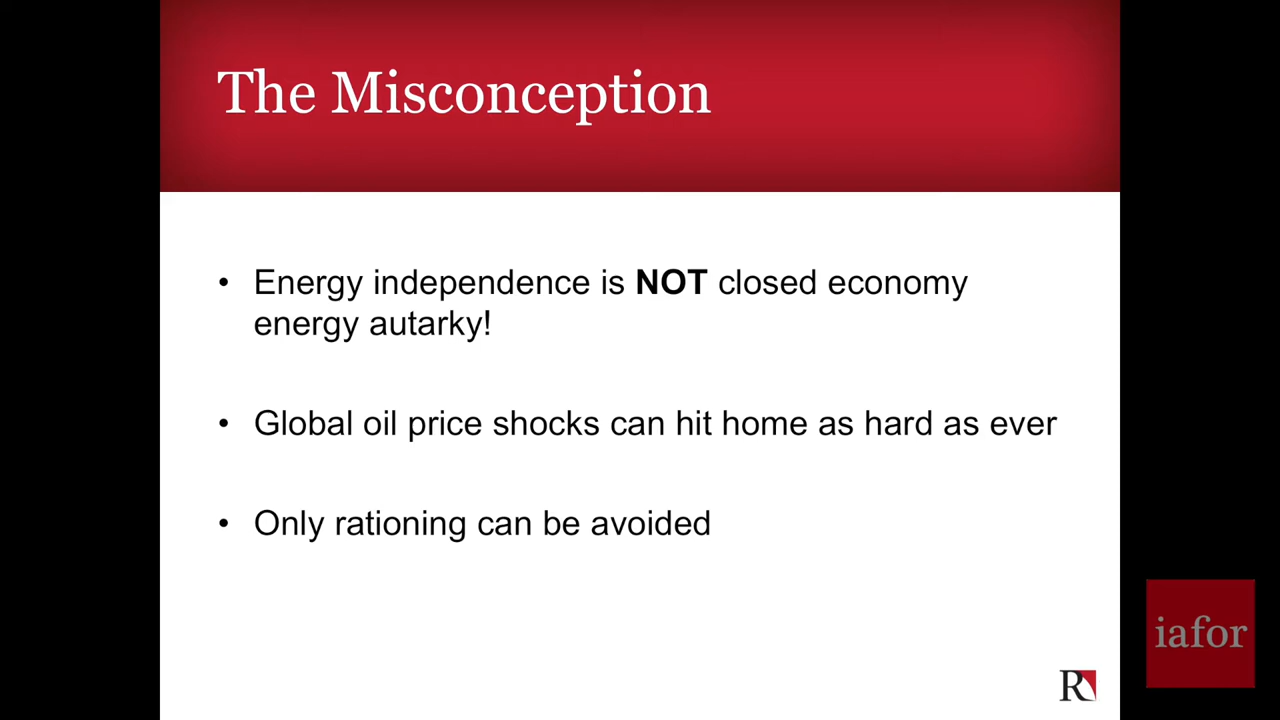 The Misconception
• Energy independence is NOT closed economy
energy autarky!
• Global oil price shocks can hit home as hard as ever
• Only rationing can be avoided
iafor
R